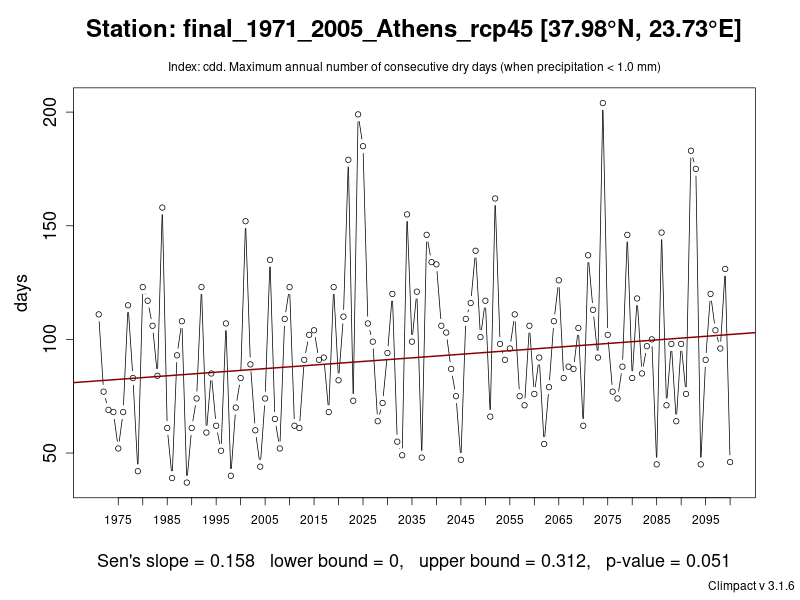 Station: final_1971_2005_Athens_rcp45 [37.98°N, 23.73°E]
Index: cdd. Maximum annual number of consecutive dry days (when precipitation < 1.0 mm)
200
150
100
50
days
1975 1985 1995 2005 2015 2025 2035 2045 2055 2065 2075 2085 2095
Sen's slope = 0.158 lower bound = 0, upper bound = 0.312, p-value = 0.051
Climpact v 3.1.6